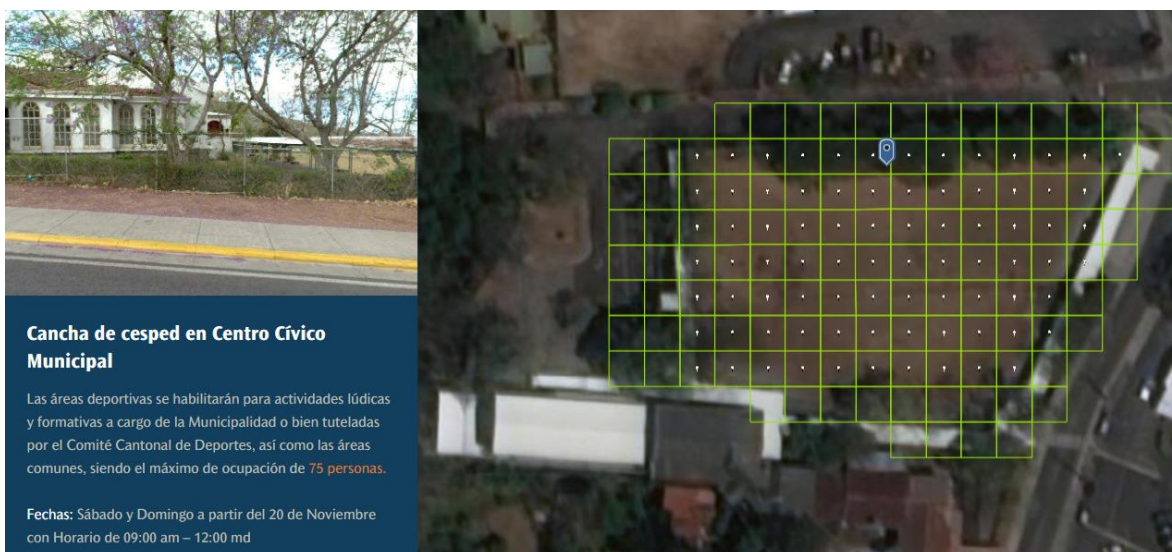 Cancha de cesped en Centro Cívico
Municipal
Las áreas deportivas se habilitarán para actividades lúdicas
y formativas a cargo de la Municipalidad o bien tuteladas
por el Comité Cantonal de Deportes, así como las áreas
comunes, siendo el máximo de ocupación de 75 personas.
Fechas: Sábado y Domingo a partir del 20 de Noviembre
con Horario de 09:00 am – 12:00 md